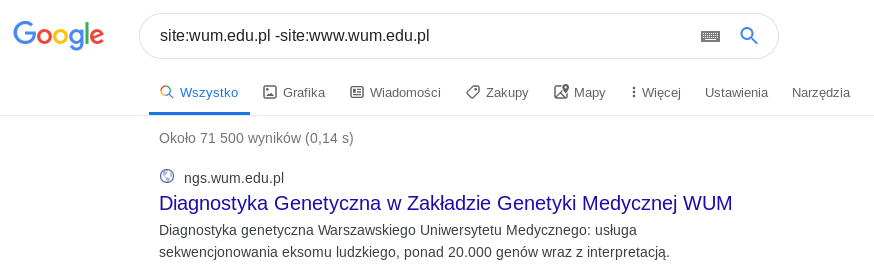 Google
site:wum.edu.pl -site:www.wum.edu.pl
Wszystko Grafika Wiadomości Zakupy Mapy Więcej Ustawienia Narzędzia
Około 71 500 wyników (0,14 s)
ngs.wum.edu.pl
Diagnostyka Genetyczna w Zakładzie Genetyki Medycznej WUM
Diagnostyka genetyczna Warszawskiego Uniwersytetu Medycznego: usługa
sekwencjonowania eksomu ludzkiego, ponad 20.000 genów wraz z interpretacją.